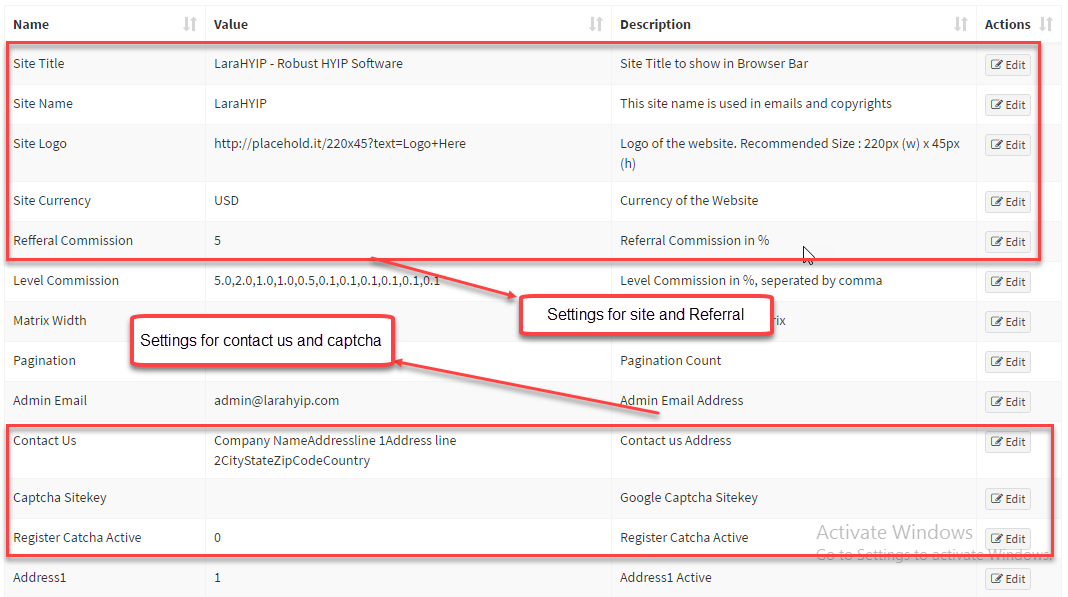 Name Value Description Actions
Site Title LaraHYIP - Robust HYIP Software Site Title to show in Browser Bar Edit
Site Name LaraHYIP This site name is used in emails and copyrights Edit
Site Logo http://placehold.it/220x45?text=Logo+Here Logo of the website. Recommended Size : 220px (w) x 45px Edit
(h)
Site Currency USD Currency of the Website Edit
Refferal Commission 5 Referral Commission in % Edit
Level Commission 5.0,2.0,1.0,1.0,0.5,0.1,0.1,0.1,0.1,0.1,0.1 Level Commission in %, seperated by comma Edit
Settings for site and Referral
Matrix Width rix Edit
Settings for contact us and captcha
Pagination Pagination Count Edit
Admin Email admin@larahyip.com Admin Email Address Edit
Contact Us Company NameAddressline 1Address line Contact us Address Edit
2CityStateZipCodeCountry
Captcha Sitekey Google Captcha Sitekey Edit
Register Catcha Active 0 Register Catcha Active Edit
Activate Windows
Go to Settings to activate Windows.
Address1 1 Address1 Active Edit